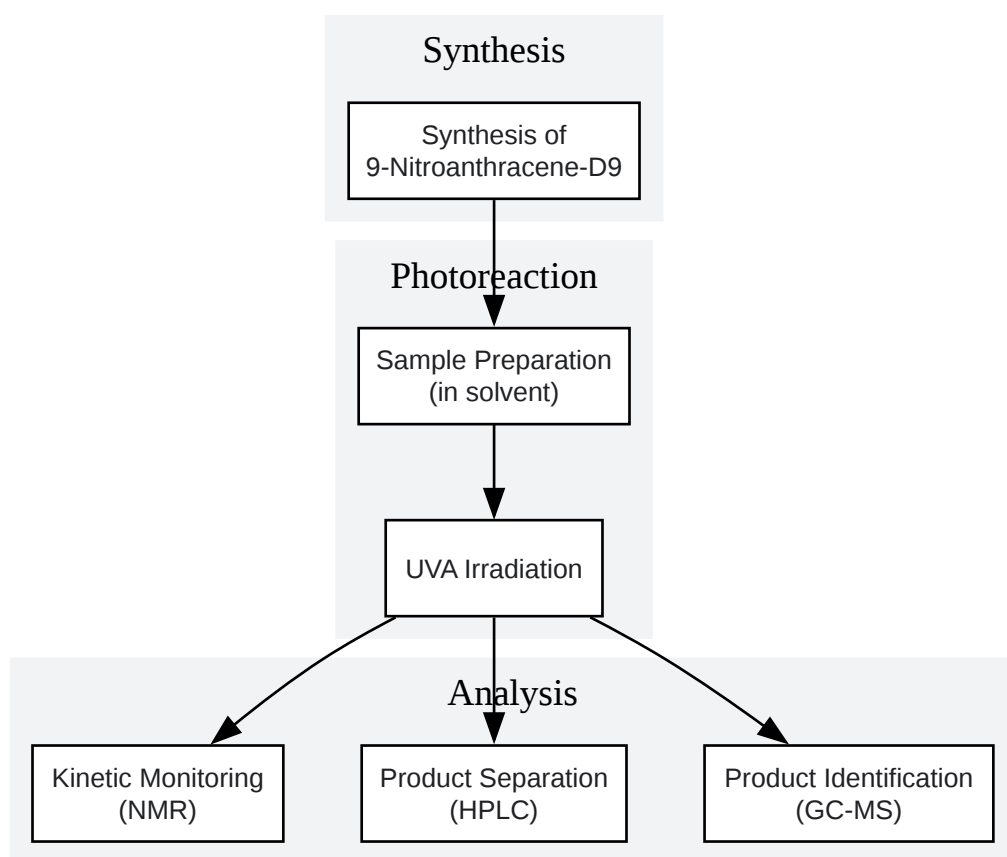 Synthesis
Synthesis of
9-Nitroanthracene-D9
Photoreaction
Sample Preparation
(in solvent)
UVA Irradiation
Analysis
Kinetic Monitoring
(NMR)
Product Separation
(HPLC)
Product Identification
(GC-MS)